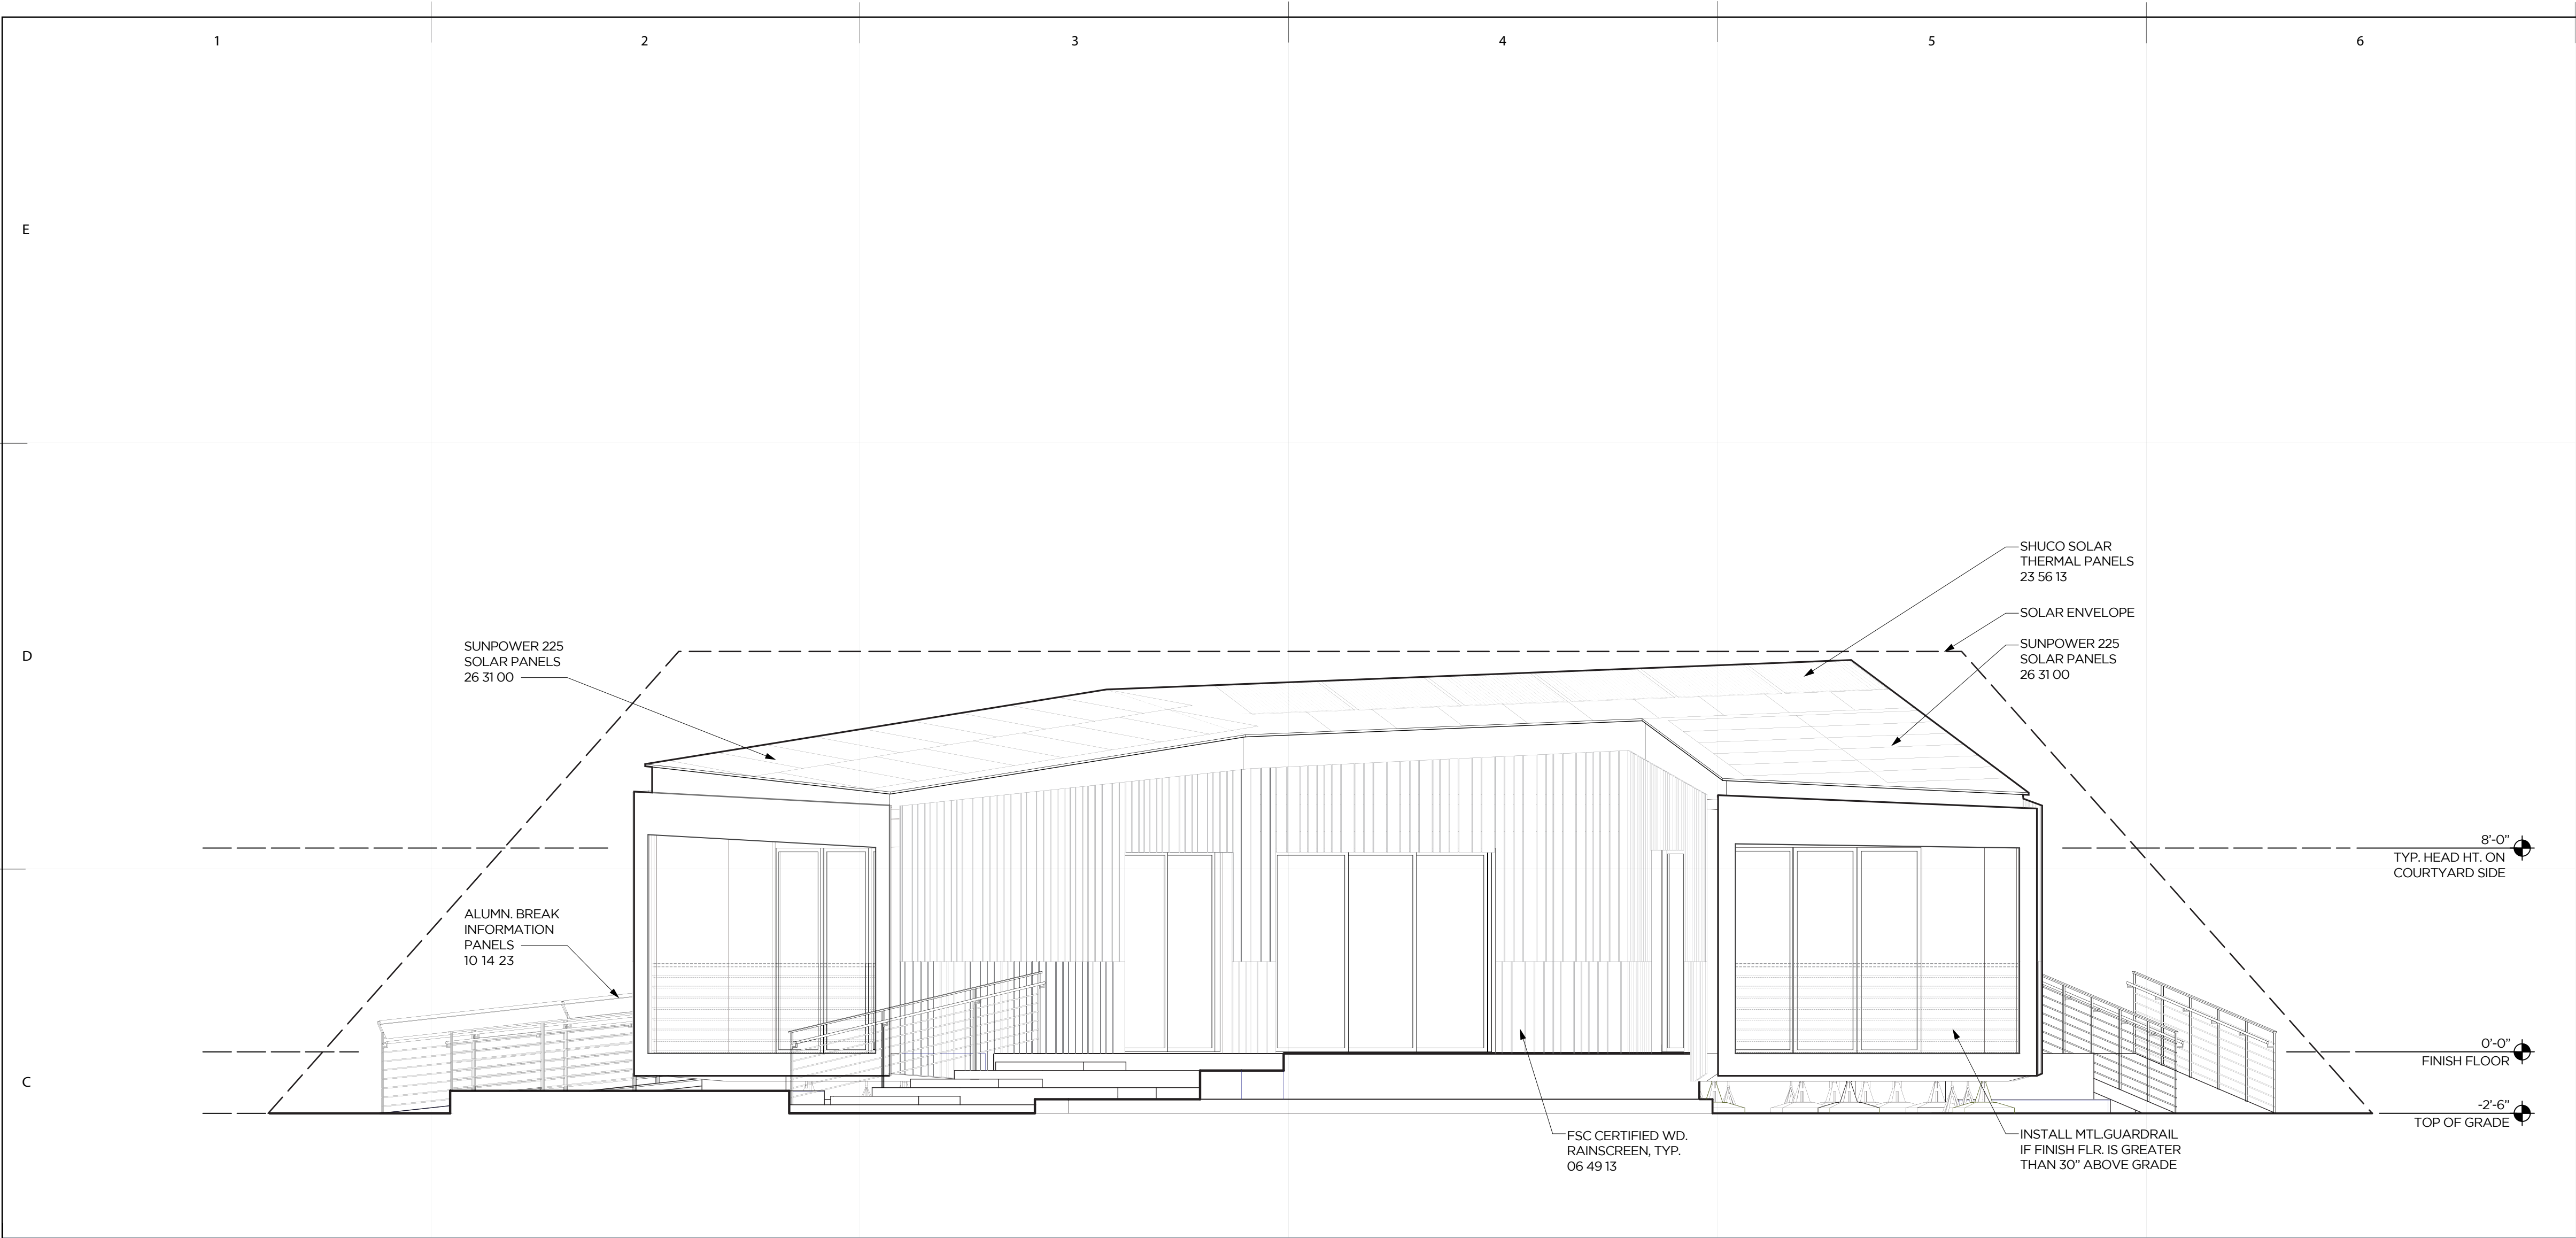 1
2
3
4
5
6
E
D
C
SHUCO SOLAR
THERMAL PANELS
23 56 13
SOLAR ENVELOPE
SUNPOWER 225
SOLAR PANELS
26 31 00
SUNPOWER 225
SOLAR PANELS
26 31 00
8'-0"
TYP. HEAD HT. ON
COURTYARD SIDE
ALUMN. BREAK
INFORMATION
PANELS
10 14 23
0'-0"
FINISH FLOOR
-2'-6"
TOP OF GRADE
FSC CERTIFIED WD.
RAINSCREEN, TYP.
06 49 13
INSTALL MTL.GUARDRAIL
IF FINISH FLR. IS GREATER
THAN 30" ABOVE GRADE